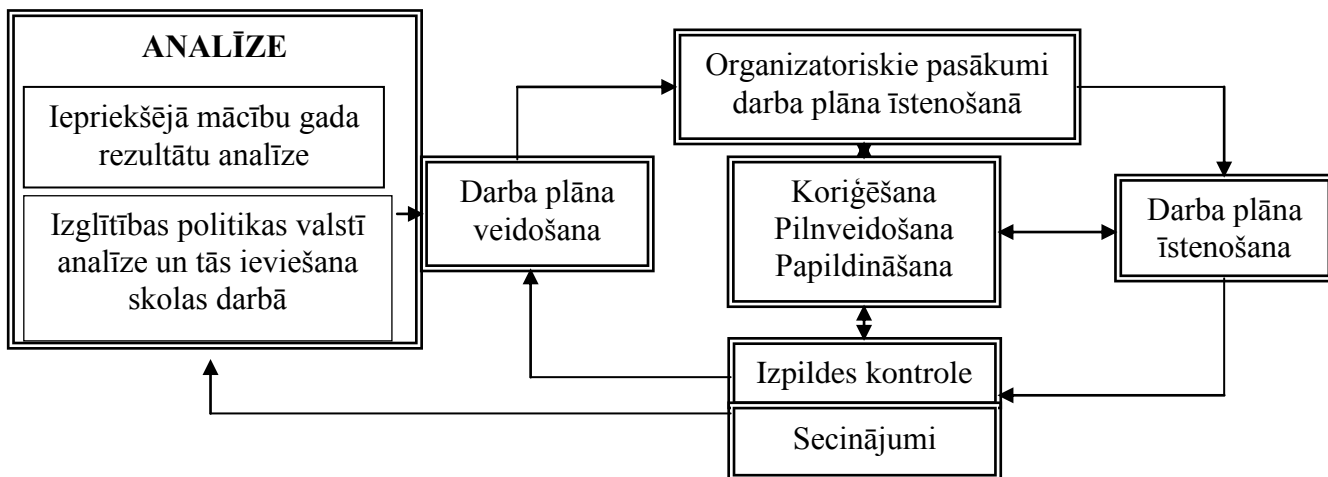 ANALĪZE
Iepriekšējā mācību gada
rezultātu analīze
Izglītības politikas valstī
analīze un tās ieviešana
skolas darbā
Darba plāna
veidošana
Organizatoriskie pasākumi
darba plāna īstenošanā
Koriģēšana
Pilnveidošana
Papildināšana
Darba plāna
īstenošana
Izpildes kontrole
Secinājumi